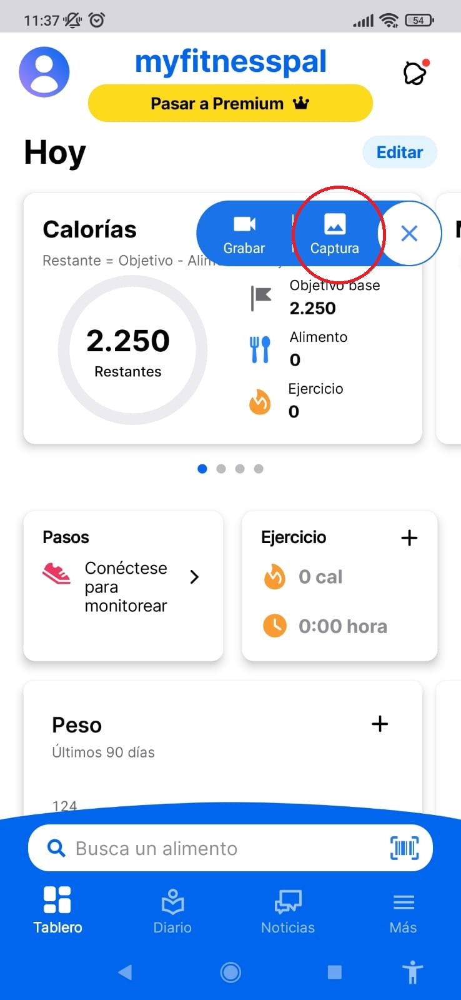 11:37
54
myfitnesspal
Pasar a Premium
Hoy
Editar
Calorías
Grabar
Captura
Restante = Objetivo -
2.250
Restantes
Objetivo base
2.250
Alimento
0
Ejercicio
0
Pasos
Conéctese
para
monitorear
Ejercicio
0 cal
0:00 hora
Peso
Últimos 90 días
124
Busca un alimento
Tablero
Diario
Noticias
Más